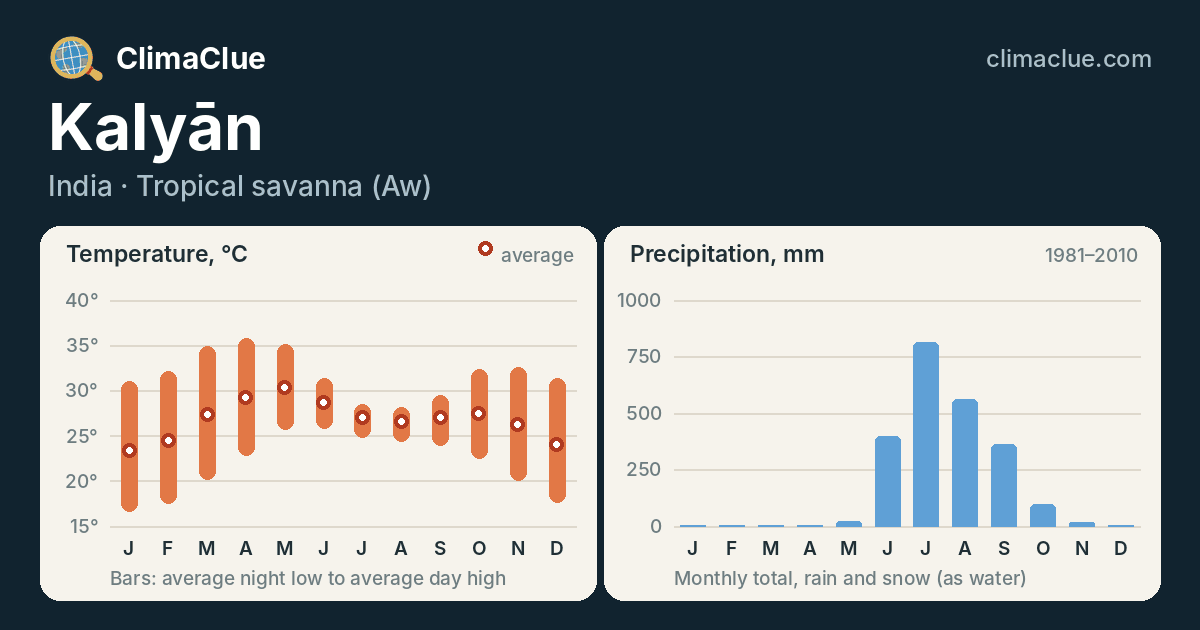 ClimaClue
climaclue.com
Kalyān
India · Tropical savanna (Aw)
Temperature, °C
average
40°
35°
30°
25°
20°
15°
J F M A M J J A S O N D
Bars: average night low to average day high
Precipitation, mm
1981–2010
1000
750
500
250
0
J F M A M J J A S O N D
Monthly total, rain and snow (as water)